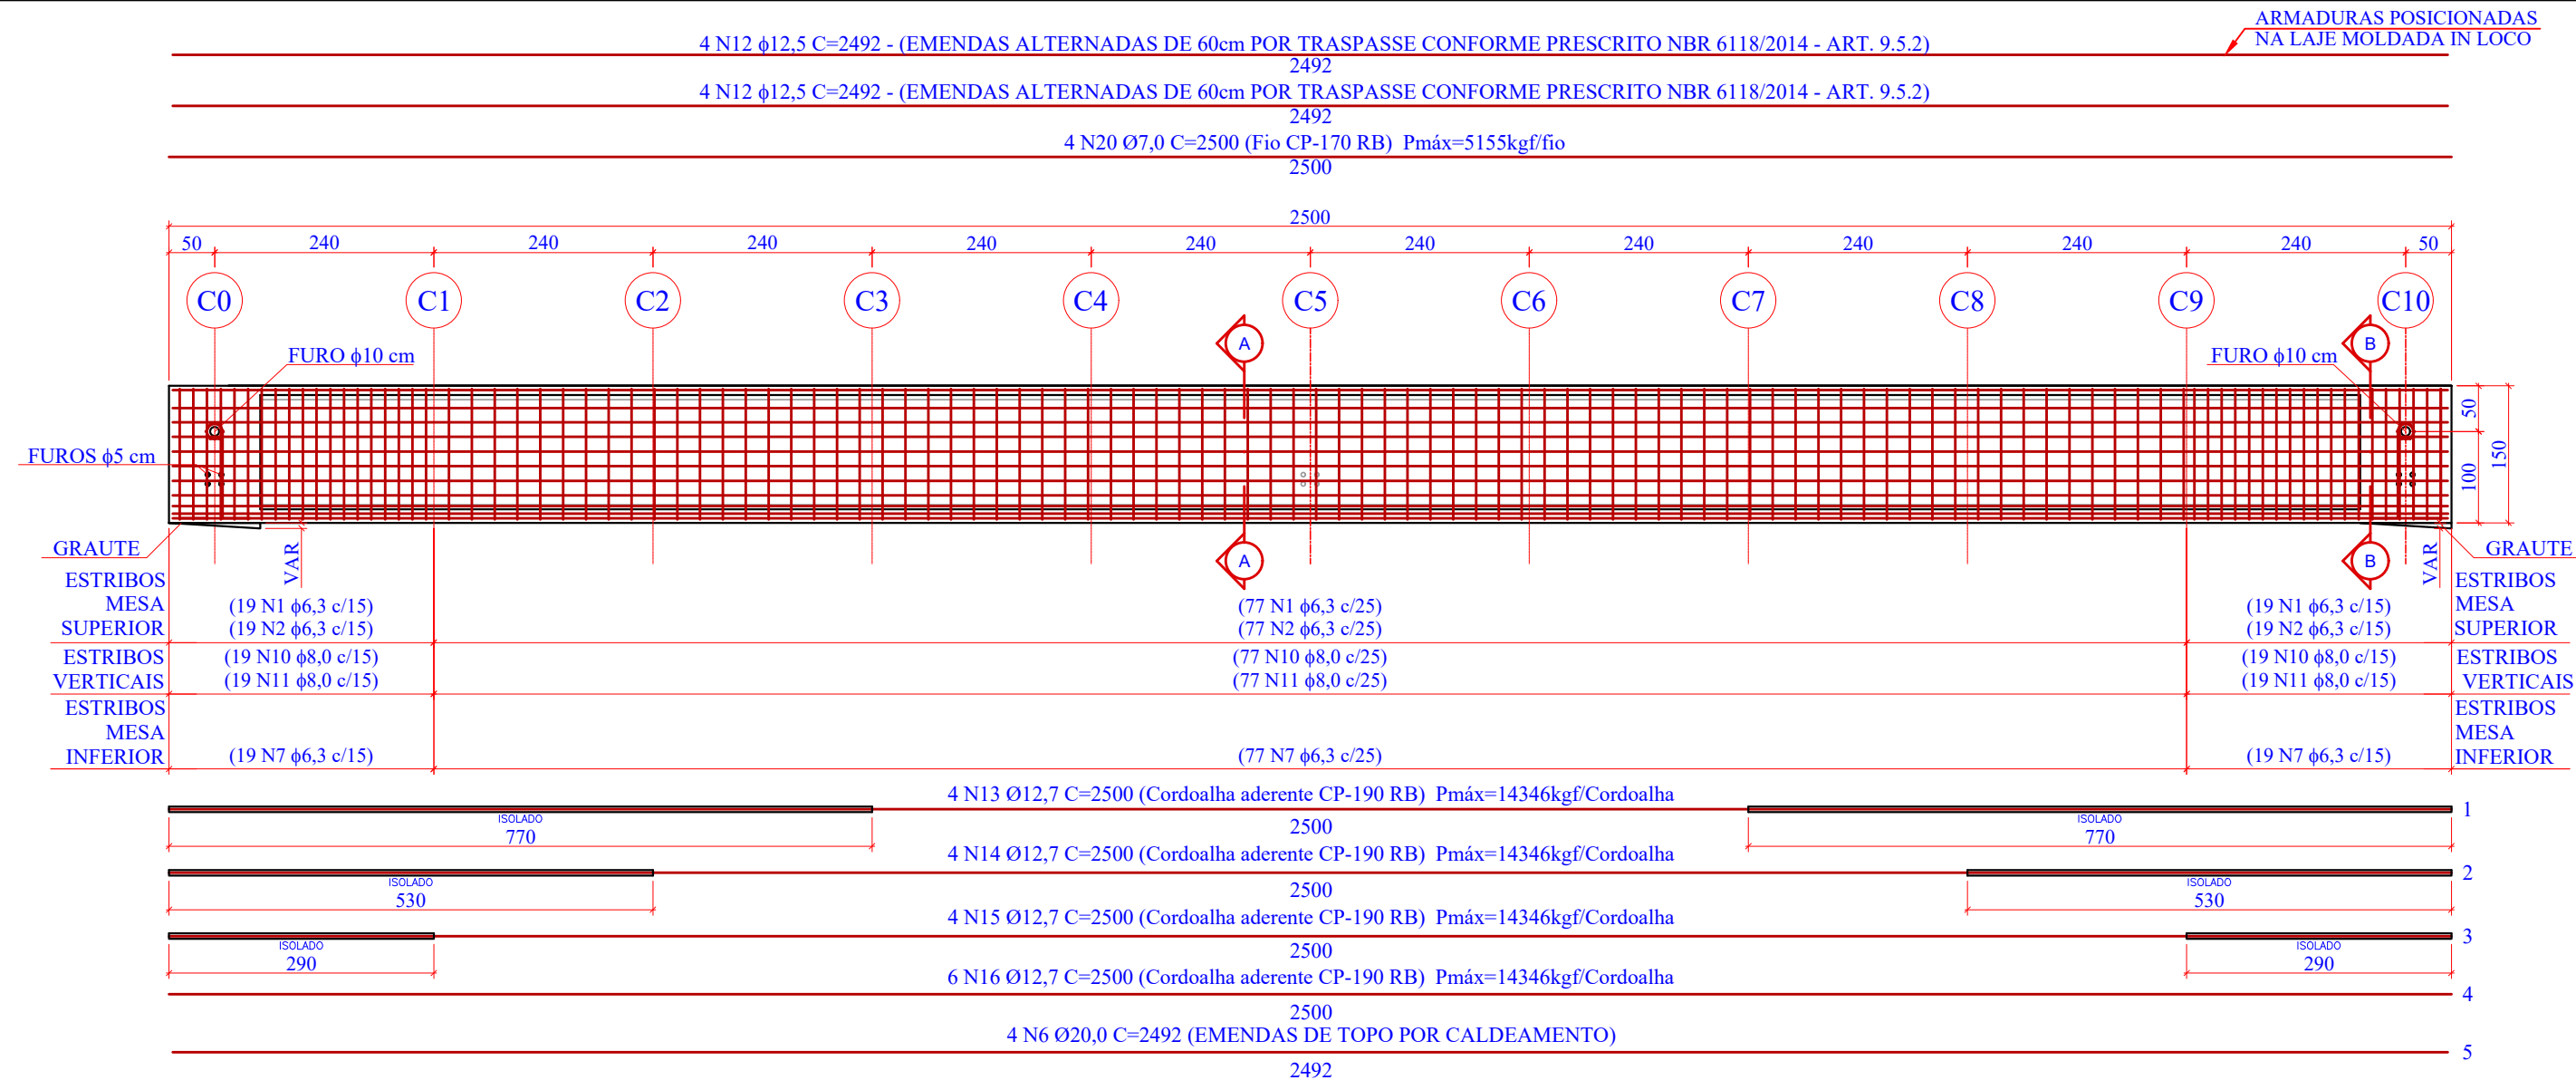 ARMADURAS POSICIONADAS
NA LAJE MOLDADA IN LOCO
4 N12 ϕ12,5 C=2492 - (EMENDAS ALTERNADAS DE 60cm POR TRASPASSE CONFORME PRESCRITO NBR 6118/2014 - ART. 9.5.2)
2492
4 N12 ϕ12,5 C=2492 - (EMENDAS ALTERNADAS DE 60cm POR TRASPASSE CONFORME PRESCRITO NBR 6118/2014 - ART. 9.5.2)
2492
4 N20 Ø7,0 C=2500 (Fio CP-170 RB) Pmáx=5155kgf/fio
2500
2500
50 240 240 240 240 240 240 240 240 240 240 50
C0 C1 C2 C3 C4 C5 C6 C7 C8 C9 C10
A B
FURO ϕ10 cm FURO ϕ10 cm
50
FUROS ϕ5 cm
100 150
GRAUTE VAR A B VAR GRAUTE
ESTRIBOS
MESA
SUPERIOR
(19 N1 ϕ6,3 c/15) (77 N1 ϕ6,3 c/25) (19 N1 ϕ6,3 c/15)
(19 N2 ϕ6,3 c/15) (77 N2 ϕ6,3 c/25) (19 N2 ϕ6,3 c/15)
ESTRIBOS
MESA
SUPERIOR
ESTRIBOS
VERTICAIS
(19 N10 ϕ8,0 c/15) (77 N10 ϕ8,0 c/25) (19 N10 ϕ8,0 c/15)
(19 N11 ϕ8,0 c/15) (77 N11 ϕ8,0 c/25) (19 N11 ϕ8,0 c/15)
ESTRIBOS
VERTICAIS
ESTRIBOS
MESA
INFERIOR
(19 N7 ϕ6,3 c/15) (77 N7 ϕ6,3 c/25) (19 N7 ϕ6,3 c/15)
ESTRIBOS
MESA
INFERIOR
4 N13 Ø12,7 C=2500 (Cordoalha aderente CP-190 RB) Pmáx=14346kgf/Cordoalha
1
ISOLADO 2500 ISOLADO
770 770
4 N14 Ø12,7 C=2500 (Cordoalha aderente CP-190 RB) Pmáx=14346kgf/Cordoalha
2
ISOLADO 2500 ISOLADO
530 530
4 N15 Ø12,7 C=2500 (Cordoalha aderente CP-190 RB) Pmáx=14346kgf/Cordoalha
3
ISOLADO 2500 ISOLADO
290 290
6 N16 Ø12,7 C=2500 (Cordoalha aderente CP-190 RB) Pmáx=14346kgf/Cordoalha
4
2500
4 N6 Ø20,0 C=2492 (EMENDAS DE TOPO POR CALDEAMENTO)
5
2492